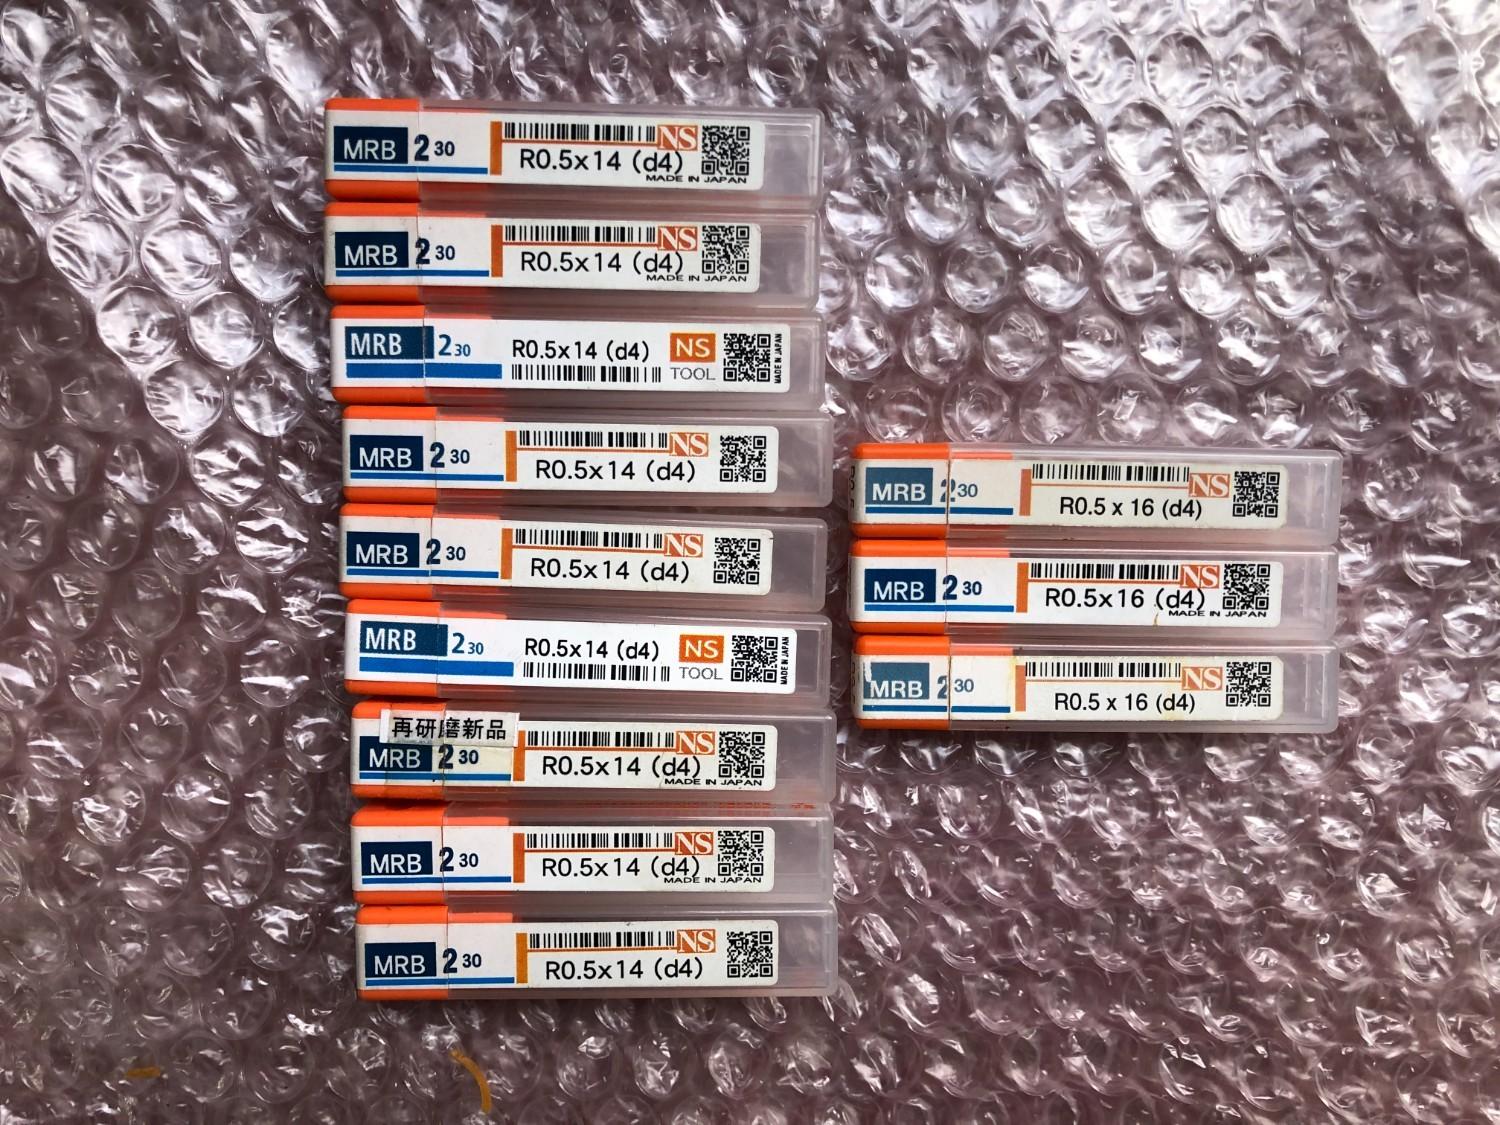 MRB 2 30 NS
R0.5x14 (d4)
MADE IN JAPAN
MRB 2 30 NS
R0.5x14 (d4)
MADE IN JAPAN
MRB 2 30 R0.5x14 (d4) NS
TOOL
MADE IN JAPAN
MRB 2 30 NS
R0.5x14 (d4)
MRB 2 30 NS
R0.5x14 (d4)
MRB 2 30 R0.5x14 (d4) NS
TOOL
MADE IN JAPAN
再研磨新品
MRB 2 30 NS
R0.5x14 (d4)
MADE IN JAPAN
MRB 2 30 NS
R0.5x14 (d4)
MADE IN JAPAN
MRB 2 30 NS
R0.5x14 (d4)
MRB 2 30 NS
R0.5 x 16 (d4)
MRB 2 30 NS
R0.5x16 (d4)
MADE IN JAPAN
MRB 2 30 NS
R0.5 x 16 (d4)